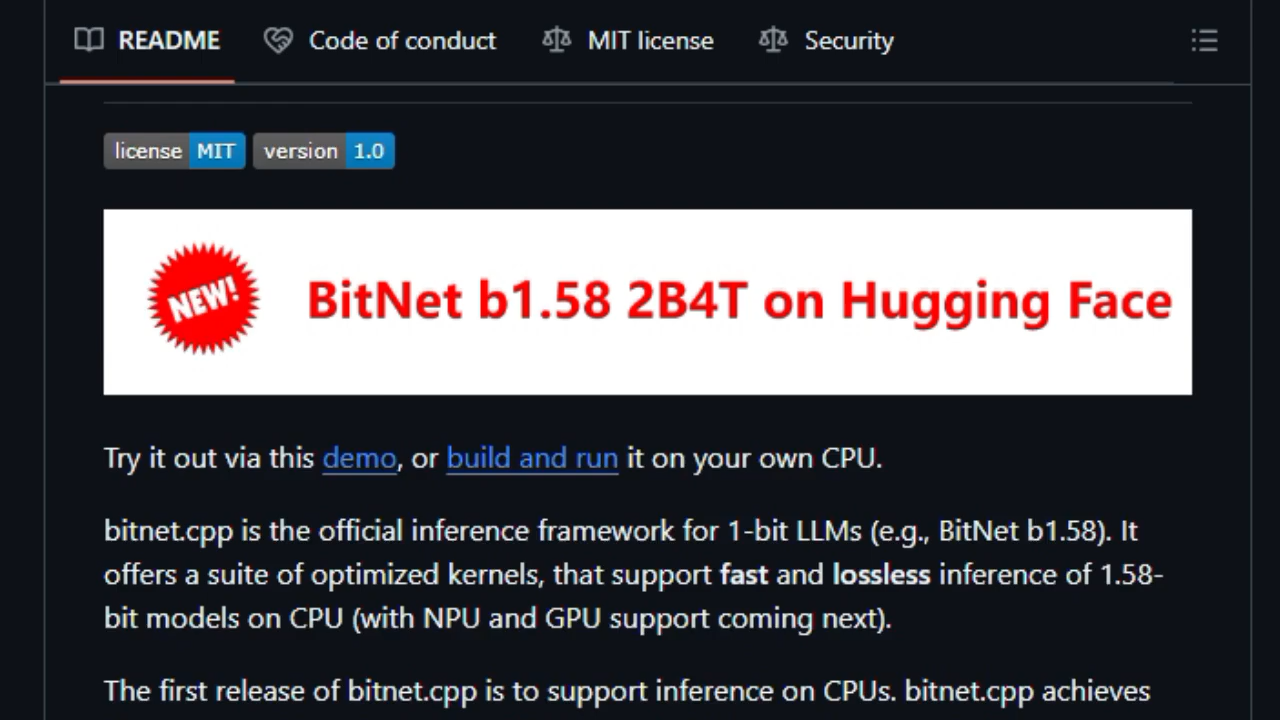 README Code of conduct MIT license Security
license MIT version 1.0
NEW! BitNet b1.58 2B4T on Hugging Face
Try it out via this demo, or build and run it on your own CPU.
bitnet.cpp is the official inference framework for 1-bit LLMs (e.g., BitNet b1.58). It
offers a suite of optimized kernels, that support fast and lossless inference of 1.58-
bit models on CPU (with NPU and GPU support coming next).
The first release of bitnet.cpp is to support inference on CPUs. bitnet.cpp achieves